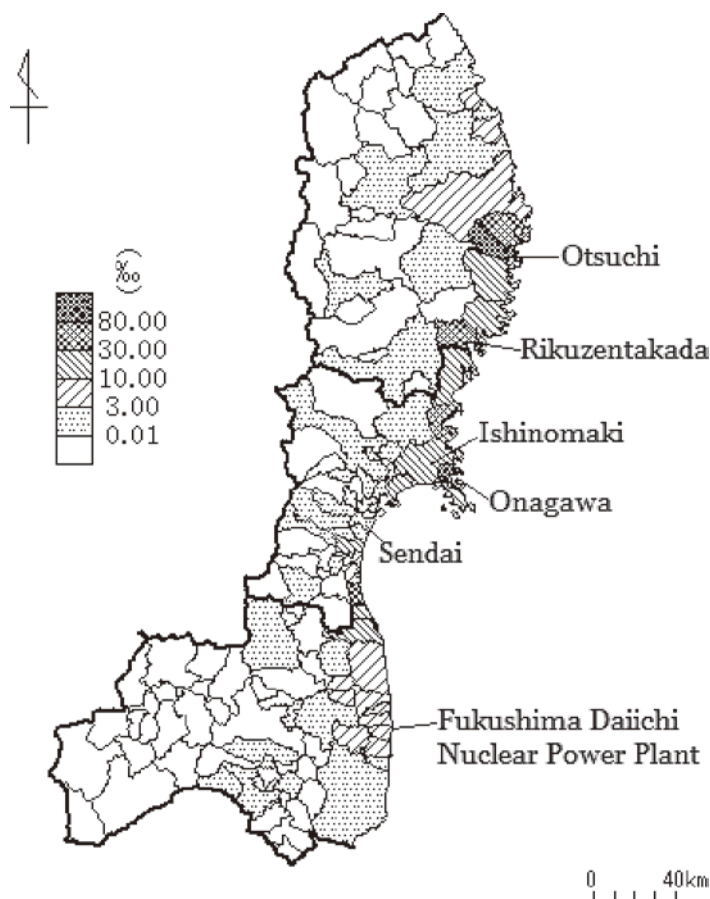 Otsuchi
‰
80.00
30.00
10.00
3.00
0.01
Rikuzentakada
Ishinomaki
Onagawa
Sendai
Fukushima Daiichi
Nuclear Power Plant
0 40km